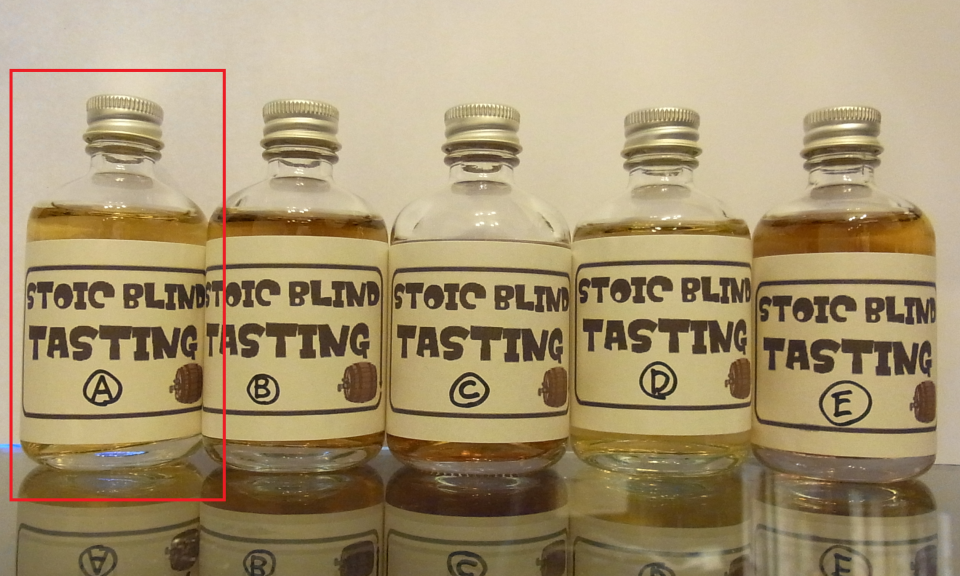 STOIC BLIND
TASTING
A
STOIC BLIND
TASTING
B
STOIC BLIND
TASTING
C
STOIC BLIND
TASTING
D
STOIC BLIND
TASTING
E